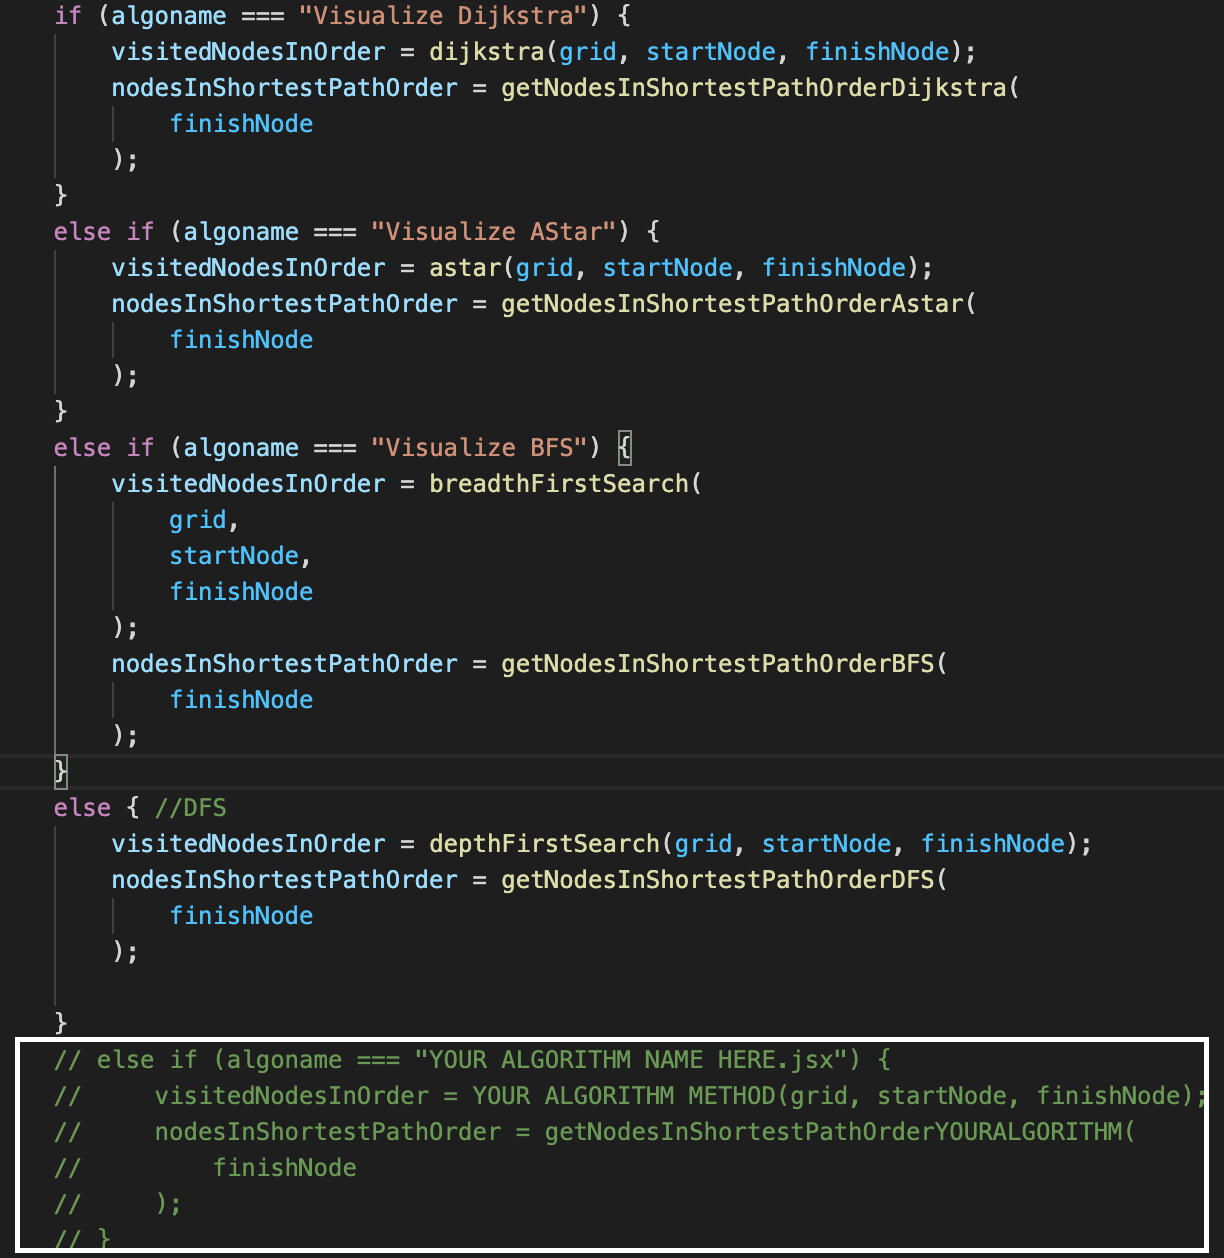 if (algoname === "Visualize Dijkstra") {
    visitedNodesInOrder = dijkstra(grid, startNode, finishNode);
    nodesInShortestPathOrder = getNodesInShortestPathOrderDijkstra(
        finishNode
    );
}
else if (algoname === "Visualize AStar") {
    visitedNodesInOrder = astar(grid, startNode, finishNode);
    nodesInShortestPathOrder = getNodesInShortestPathOrderAstar(
        finishNode
    );
}
else if (algoname === "Visualize BFS") {
    visitedNodesInOrder = breadthFirstSearch(
        grid,
        startNode,
        finishNode
    );
    nodesInShortestPathOrder = getNodesInShortestPathOrderBFS(
        finishNode
    );
}
else { //DFS
    visitedNodesInOrder = depthFirstSearch(grid, startNode, finishNode);
    nodesInShortestPathOrder = getNodesInShortestPathOrderDFS(
        finishNode
    );

}
// else if (algoname === "YOUR ALGORITHM NAME HERE.jsx") {
//     visitedNodesInOrder = YOUR ALGORITHM METHOD(grid, startNode, finishNode);
//     nodesInShortestPathOrder = getNodesInShortestPathOrderYOURALGORITHM(
//         finishNode
//     );
// }